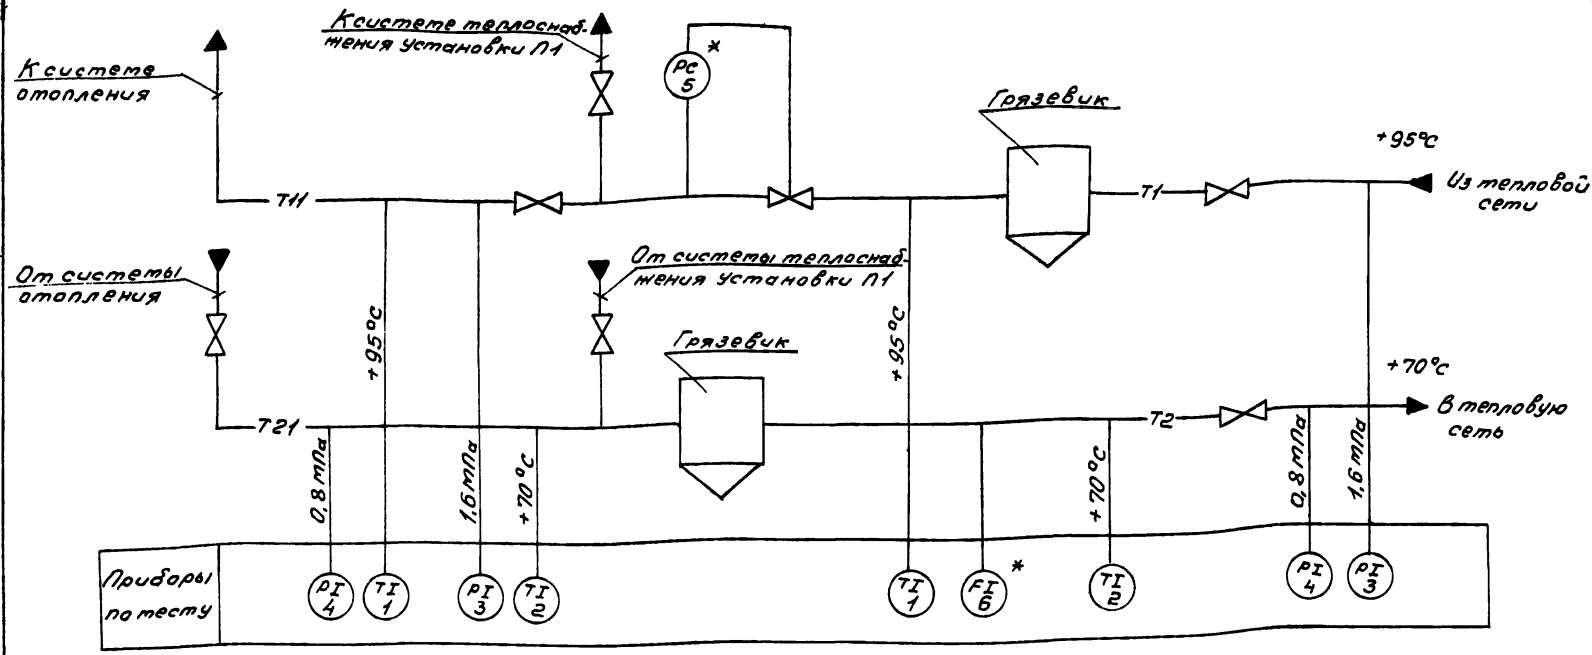 К системе теплоснаб-
жения установки П1
К системе
отопления
*
PC
5
Грязевик
+95°С
Из тепловой
сети
Т11
Т1
От системы
отопления
От системы теплоснаб-
жения установки П1
+95°С
+95°С
Грязевик
+70°С
В тепловую
сеть
Т21
Т2
0,8 МПа
1,6 МПа
+70°С
+70°С
0,8 МПа
1,6 МПа
Приборы
по месту
PI
4
TI
1
PI
3
TI
2
TI
1
FI
6
*
TI
2
PI
4
PI
3